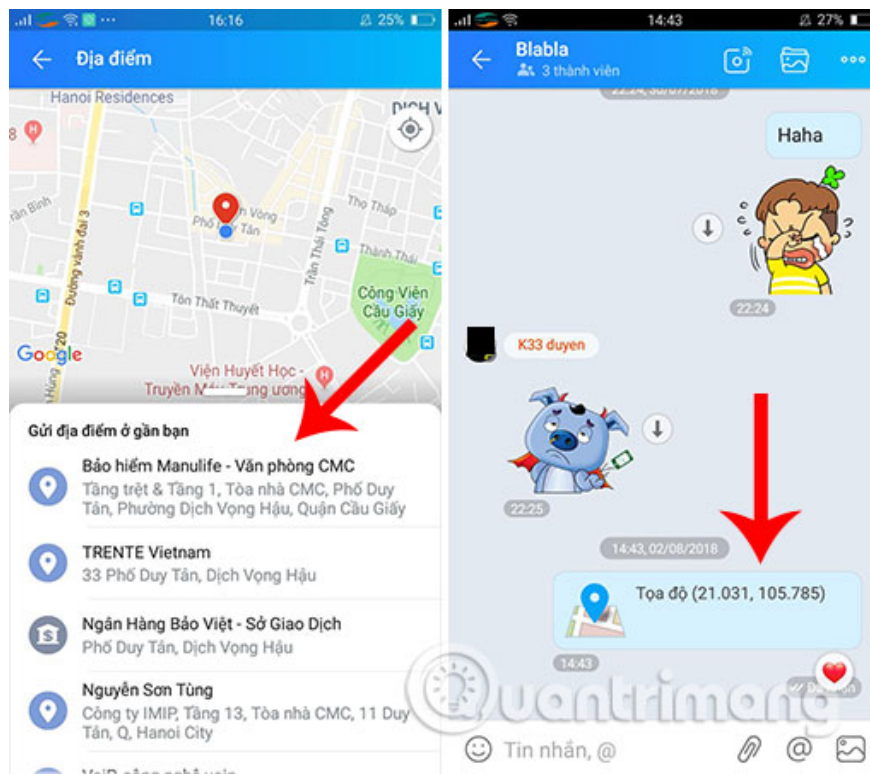 16:16
25%
Địa điểm
Hanoi Residences
DỊCH V
8
Trần Bình
Thọ Tháp
Phố Duy Tân
Đường vành đai 3
Trần Thái Tông
Thành Thái
Tôn Thất Thuyết
Công Viên
Cầu Giấy
Google
Viện Huyết Học -
Truyền Máu Trung ương
Gửi địa điểm ở gần bạn
Bảo hiểm Manulife - Văn phòng CMC
Tầng trệt & Tầng 1, Tòa nhà CMC, Phố Duy
Tân, Phường Dịch Vọng Hậu, Quận Cầu Giấy
TRENTE Vietnam
33 Phố Duy Tân, Dịch Vọng Hậu
Ngân Hàng Bảo Việt - Sở Giao Dịch
Phố Duy Tân, Dịch Vọng Hậu
Nguyễn Sơn Tùng
Công ty IMIP, Tầng 13, Tòa nhà CMC, 11 Duy
Tân, Q, Hanoi City
14:43
27%
Blabla
3 thành viên
22:24, 30/07/2018
Haha
22:24
K33 duyen
22:25
14:43, 02/08/2018
Tọa độ (21.031, 105.785)
14:43
Quantrimang
Tin nhắn, @